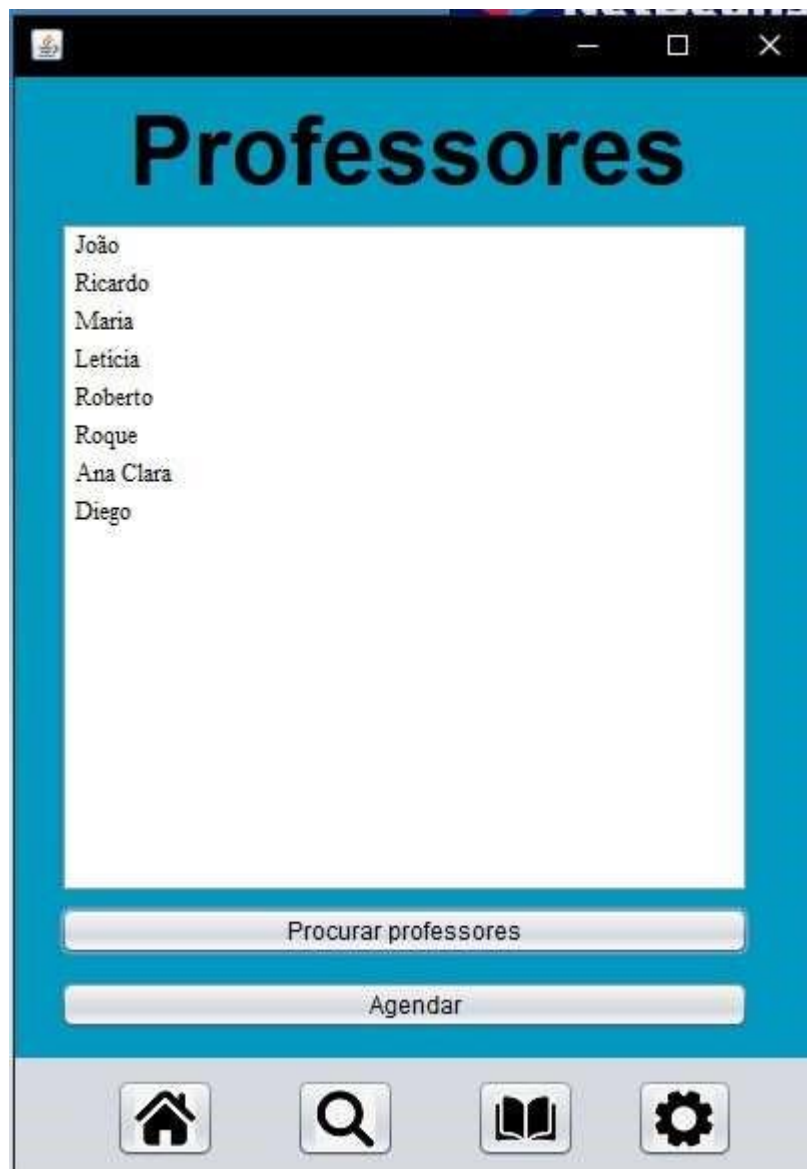 Professores
João
Ricardo
Maria
Leticia
Roberto
Roque
Ana Clara
Diego
Procurar professores
Agendar